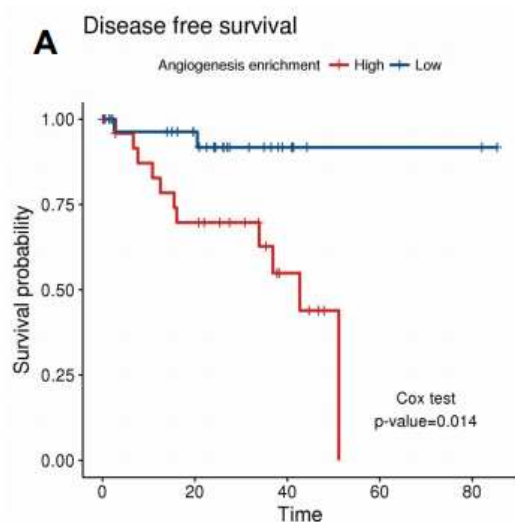 A
Disease free survival
Angiogenesis enrichment High Low
Survival probability
1.00
0.75
0.50
0.25
0.00
Cox test
p-value=0.014
0 20 40 60 80
Time